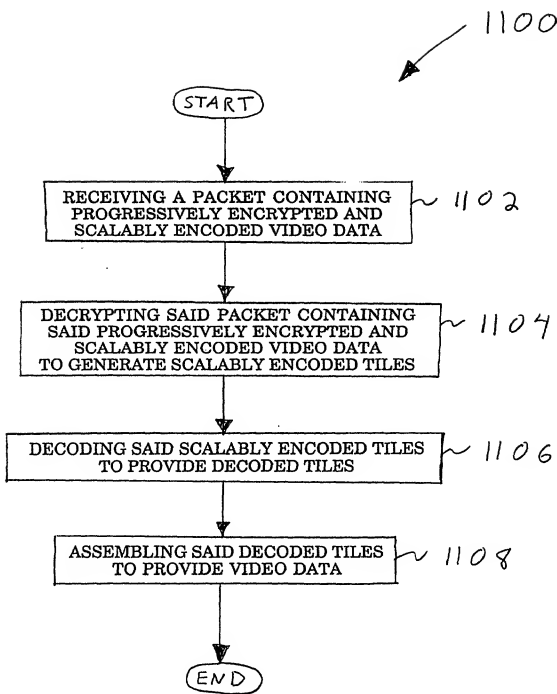 1100
START
RECEIVING A PACKET CONTAINING
PROGRESSIVELY ENCRYPTED AND
SCALABLY ENCODED VIDEO DATA
1102
DECRYPTING SAID PACKET CONTAINING
SAID PROGRESSIVELY ENCRYPTED AND
SCALABLY ENCODED VIDEO DATA
TO GENERATE SCALABLY ENCODED TILES
1104
DECODING SAID SCALABLY ENCODED TILES
TO PROVIDE DECODED TILES
1106
ASSEMBLING SAID DECODED TILES
TO PROVIDE VIDEO DATA
1108
END